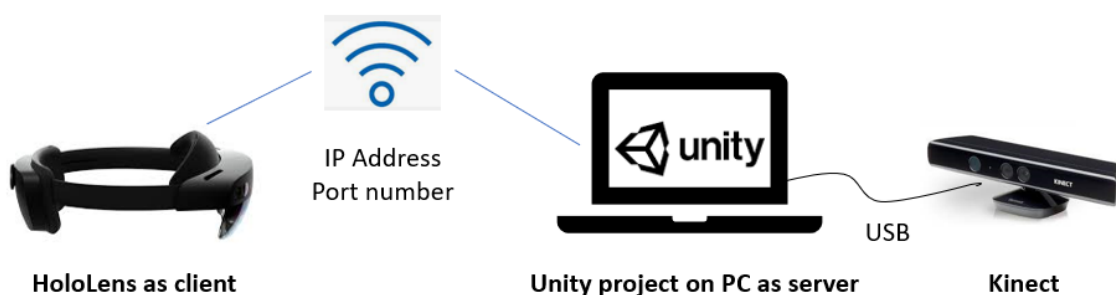 IP Address
Port number
unity
KINECT
USB
HoloLens as client
Unity project on PC as server
Kinect